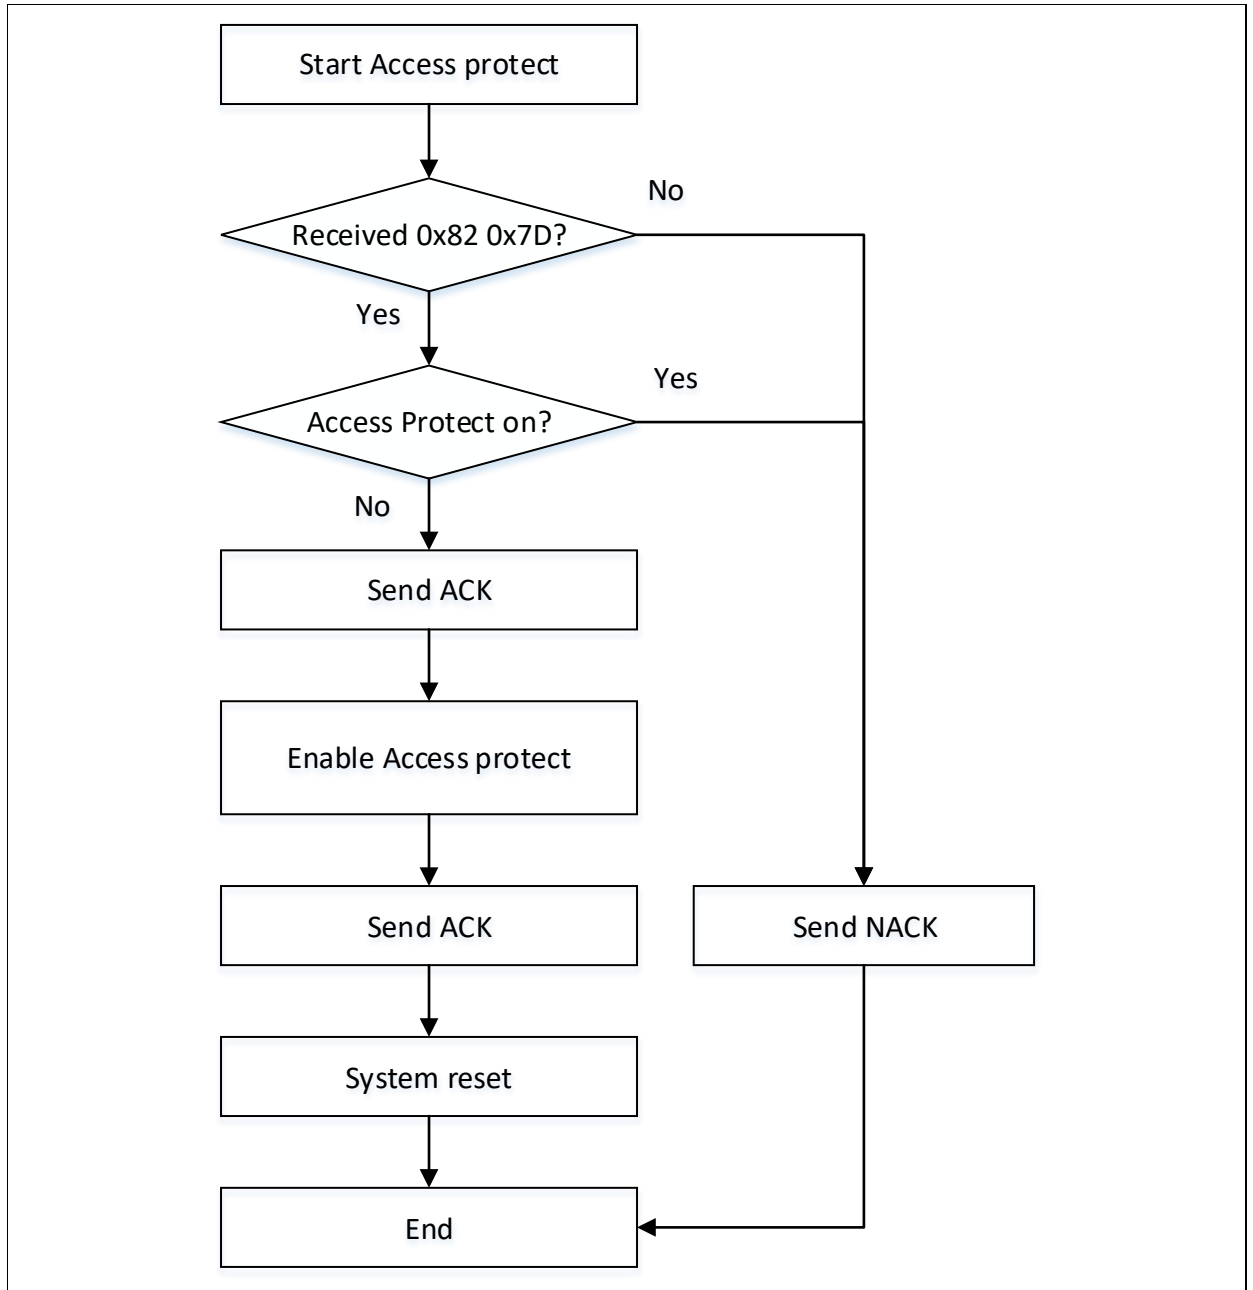 Start Access protect
No
Received 0x82 0x7D?
Yes
Yes
Access Protect on?
No
Send ACK
Enable Access protect
Send ACK
Send NACK
System reset
End